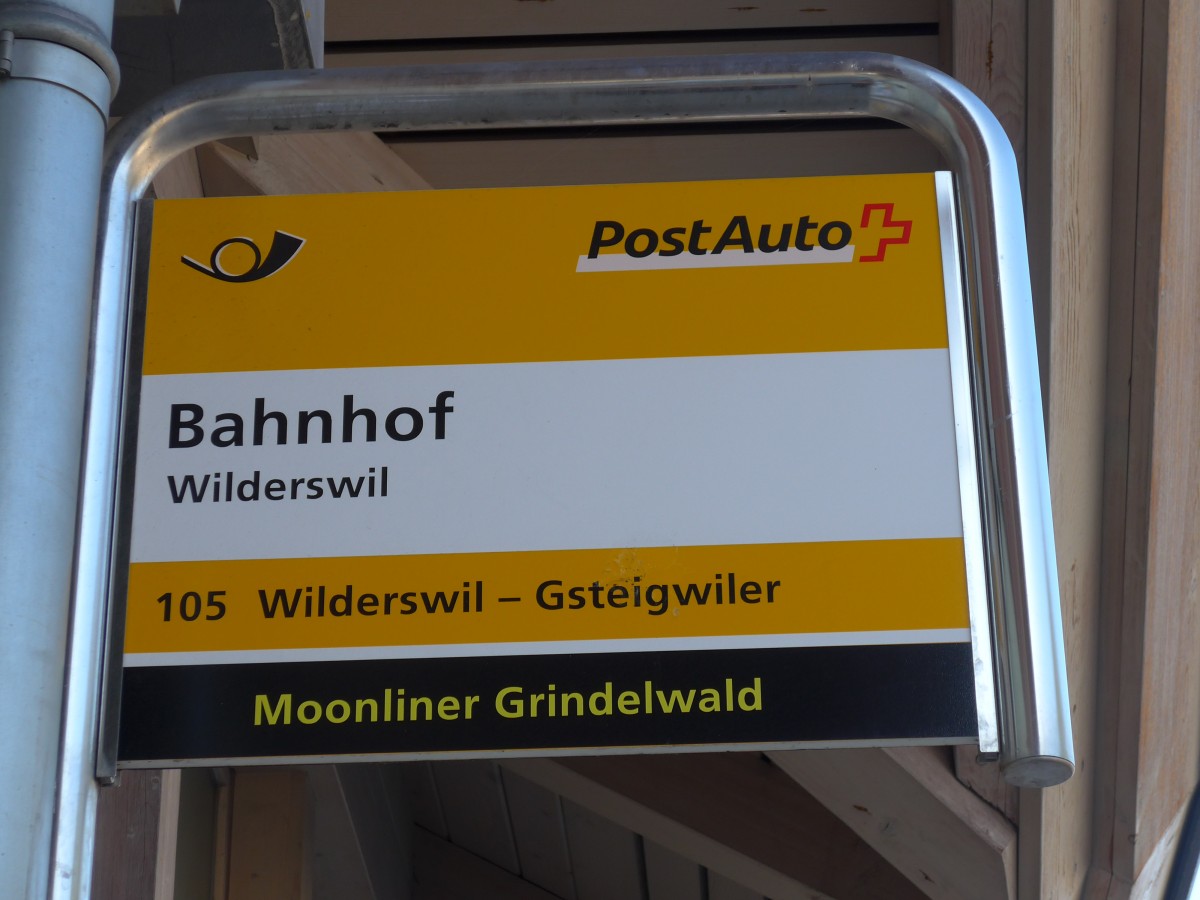 PostAuto
Bahnhof
Wilderswil
105 Wilderswil – Gsteigwiler
Moonliner Grindelwald